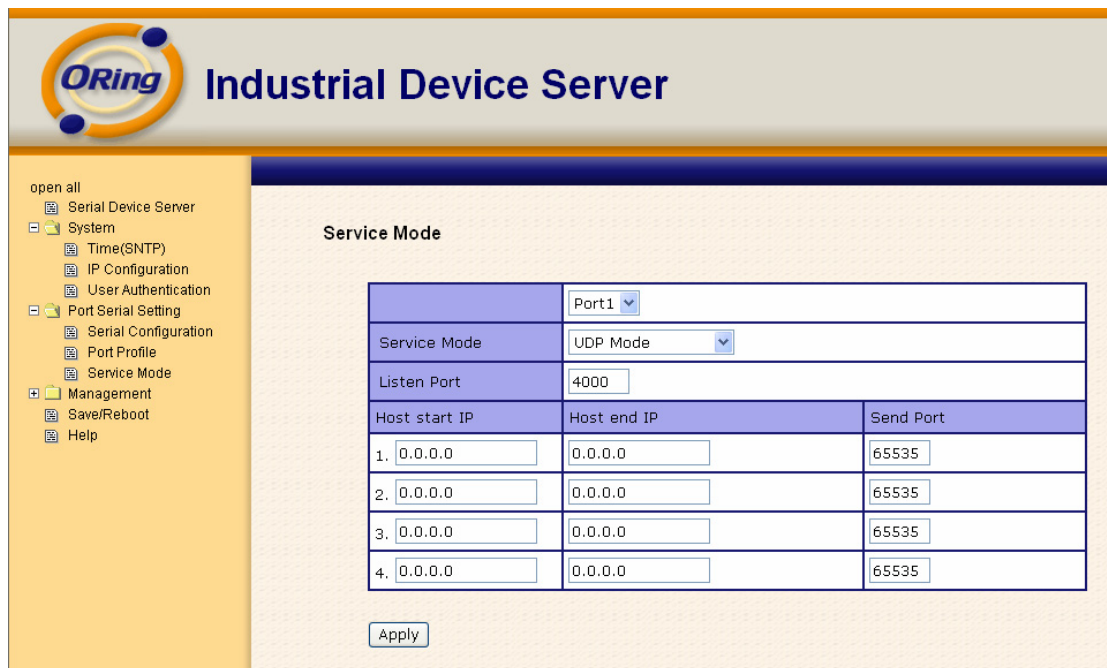 ORing
Industrial Device Server
open all
Serial Device Server
System
Time(SNTP)
IP Configuration
User Authentication
Port Serial Setting
Serial Configuration
Port Profile
Service Mode
Management
Save/Reboot
Help
Service Mode
Port1
Service Mode UDP Mode
Listen Port 4000
Host start IP Host end IP Send Port
1. 0.0.0.0 0.0.0.0 65535
2. 0.0.0.0 0.0.0.0 65535
3. 0.0.0.0 0.0.0.0 65535
4. 0.0.0.0 0.0.0.0 65535
Apply